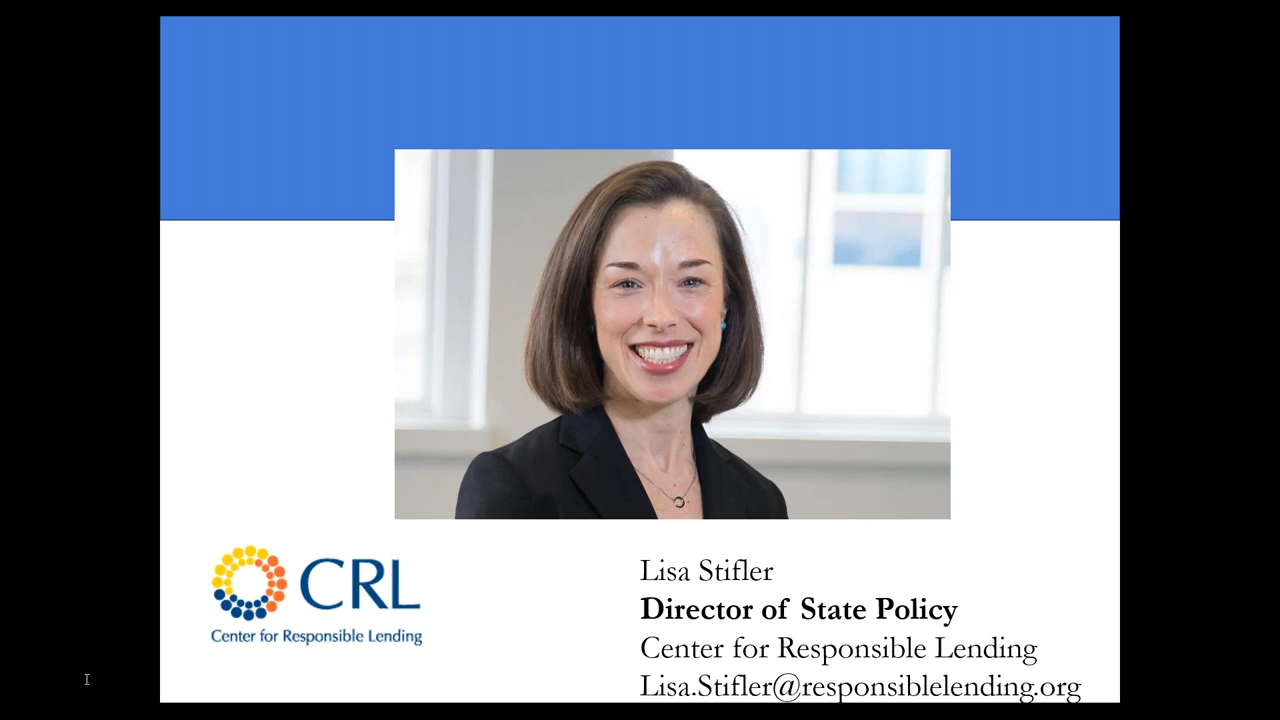 CRL
Center for Responsible Lending
Lisa Stifler
Director of State Policy
Center for Responsible Lending
Lisa.Stifler@responsiblelending.org